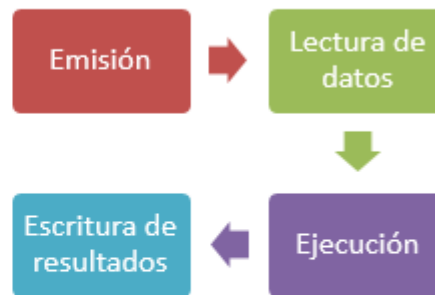 Emisión
Lectura de
datos
Ejecución
Escritura de
resultados